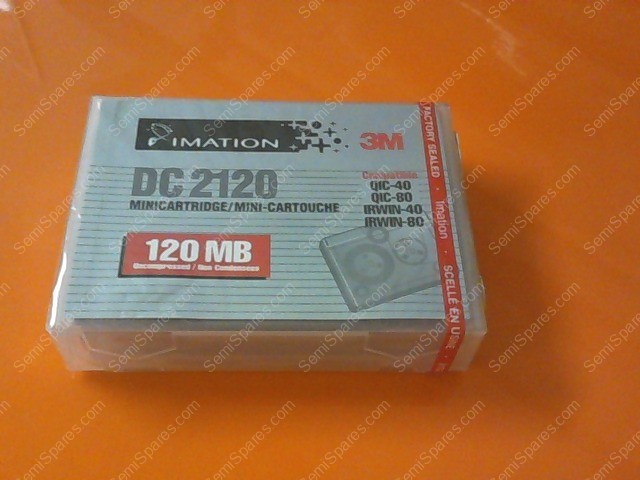 IMATION
3M
DC 2120
MINICARTRIDGE/MINI-CARTOUCHE
120 MB
Uncompressed / Non Condensees
Compatible
QIC-40
QIC-80
IRWIN-40
IRWIN-80
FACTORY SEALED • Imation • SCELLÉ EN USINE
SemiSpares.com